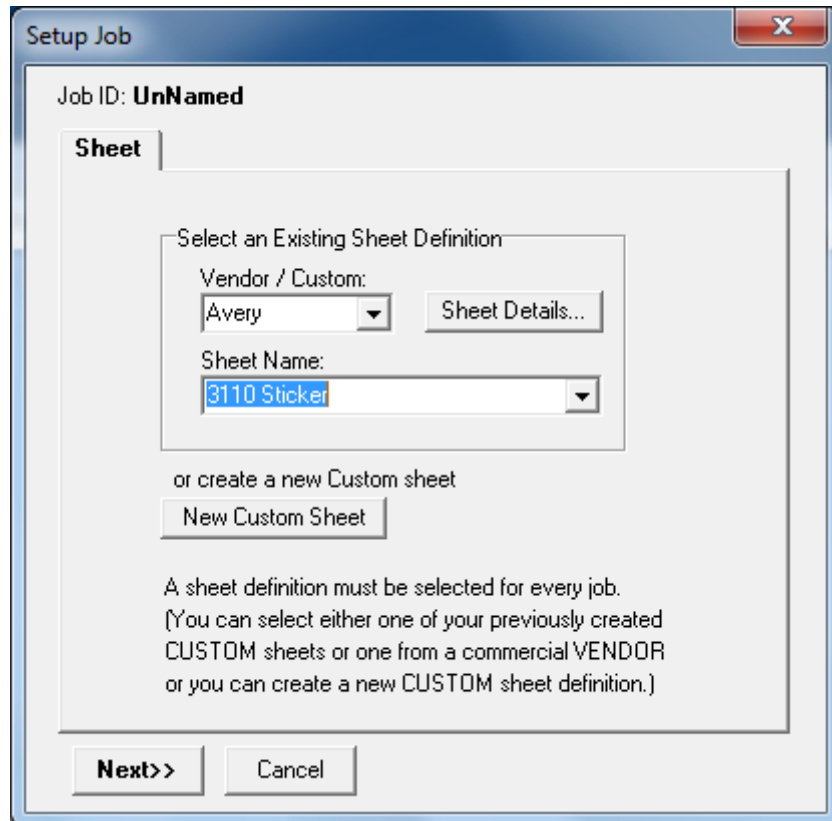 Setup Job
Job ID: UnNamed
Sheet
Select an Existing Sheet Definition
Vendor / Custom:
Avery
Sheet Details...
Sheet Name:
3110 Sticker
or create a new Custom sheet
New Custom Sheet
A sheet definition must be selected for every job.
(You can select either one of your previously created
CUSTOM sheets or one from a commercial VENDOR
or you can create a new CUSTOM sheet definition.)
Next>>
Cancel